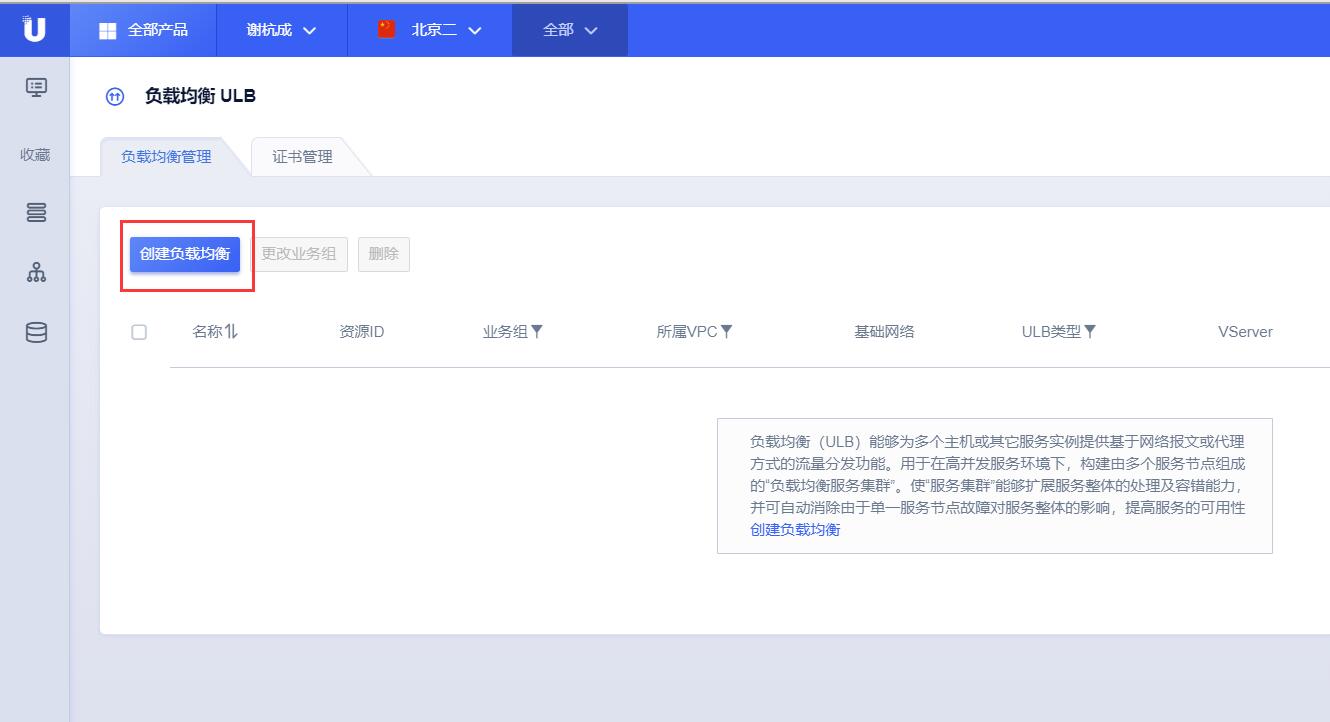 U 全部产品 谢杭成 北京二 全部
负载均衡 ULB
收藏
负载均衡管理 证书管理
创建负载均衡 更改业务组 删除
名称 资源ID 业务组 所属VPC 基础网络 ULB类型 VServer
负载均衡（ULB）能够为多个主机或其它服务实例提供基于网络报文或代理
方式的流量分发功能。用于在高并发服务环境下，构建由多个服务节点组成
的“负载均衡服务集群”。使“服务集群”能够扩展服务整体的处理及容错能力，
并可自动消除由于单一服务节点故障对服务整体的影响，提高服务的可用性
创建负载均衡